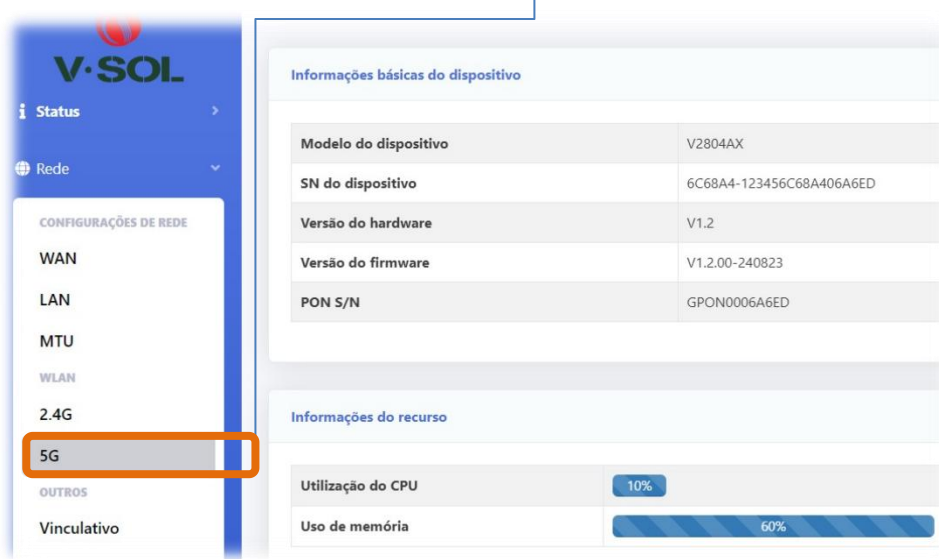 V·SOL
Status
Rede
CONFIGURAÇÕES DE REDE
WAN
LAN
MTU
WLAN
2.4G
5G
OUTROS
Vinculativo
Informações básicas do dispositivo
Modelo do dispositivo V2804AX
SN do dispositivo 6C68A4-123456C68A406A6ED
Versão do hardware V1.2
Versão do firmware V1.2.00-240823
PON S/N GPON0006A6ED
Informações do recurso
Utilização do CPU 10%
Uso de memória 60%